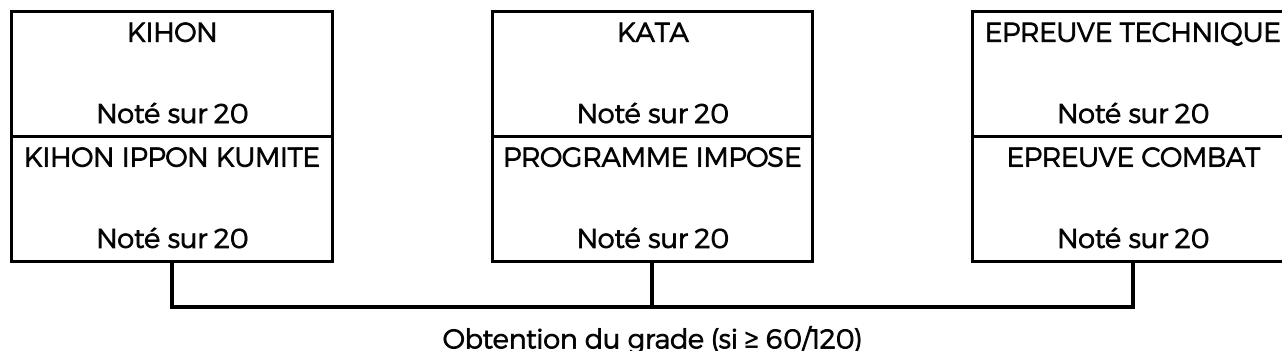 KIHON
Noté sur 20
KIHON IPPON KUMITE
Noté sur 20
KATA
Noté sur 20
PROGRAMME IMPOSE
Noté sur 20
EPREUVE TECHNIQUE
Noté sur 20
EPREUVE COMBAT
Noté sur 20
Obtention du grade (si ≥ 60/120)